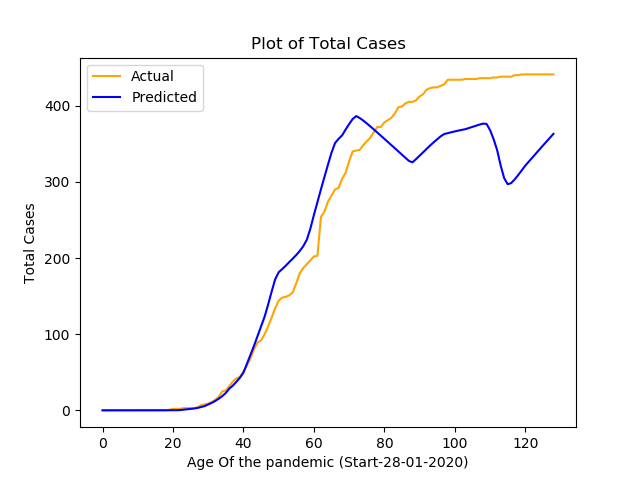 Plot of Total Cases
Actual
Predicted
400
300
200
100
0
Total Cases
0 20 40 60 80 100 120
Age Of the pandemic (Start-28-01-2020)